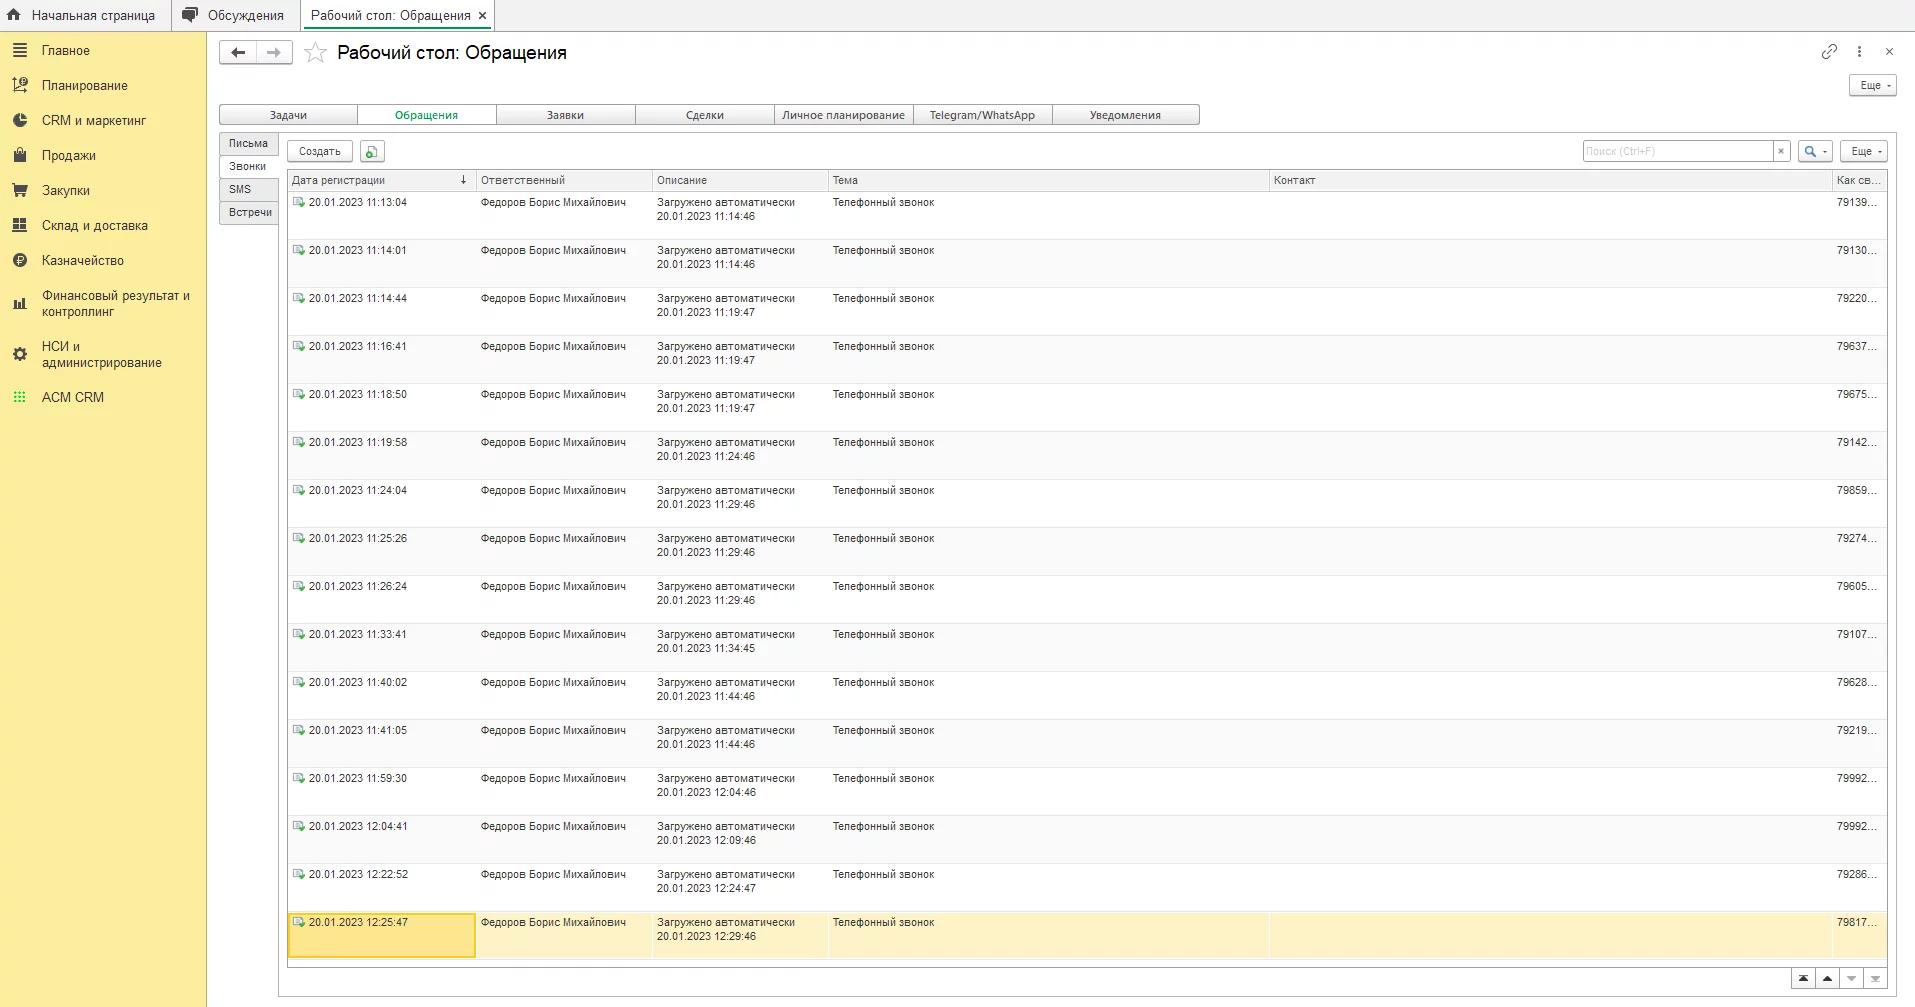 Начальная страница
Обсуждения
Рабочий стол: Обращения ×
Главное
Планирование
CRM и маркетинг
Продажи
Закупки
Склад и доставка
Казначейство
Финансовый результат и
контроллинг
НСИ и
администрирование
ACM CRM
Рабочий стол: Обращения
Еще
Задачи
Обращения
Заявки
Сделки
Личное планирование
Telegram/WhatsApp
Уведомления
Письма
Звонки
SMS
Встречи
Создать
Поиск (Ctrl+F)
×
Еще
Дата регистрации ↓ Ответственный Описание Тема Контакт Как св...
20.01.2023 11:13:04 Федоров Борис Михайлович Загружено автоматически Телефонный звонок 79139...
20.01.2023 11:14:46
20.01.2023 11:14:01 Федоров Борис Михайлович Загружено автоматически Телефонный звонок 79130...
20.01.2023 11:14:46
20.01.2023 11:14:44 Федоров Борис Михайлович Загружено автоматически Телефонный звонок 79220...
20.01.2023 11:19:47
20.01.2023 11:16:41 Федоров Борис Михайлович Загружено автоматически Телефонный звонок 79637...
20.01.2023 11:19:47
20.01.2023 11:18:50 Федоров Борис Михайлович Загружено автоматически Телефонный звонок 79675...
20.01.2023 11:19:47
20.01.2023 11:19:58 Федоров Борис Михайлович Загружено автоматически Телефонный звонок 79142...
20.01.2023 11:24:46
20.01.2023 11:24:04 Федоров Борис Михайлович Загружено автоматически Телефонный звонок 79859...
20.01.2023 11:29:46
20.01.2023 11:25:26 Федоров Борис Михайлович Загружено автоматически Телефонный звонок 79274...
20.01.2023 11:29:46
20.01.2023 11:26:24 Федоров Борис Михайлович Загружено автоматически Телефонный звонок 79605...
20.01.2023 11:29:46
20.01.2023 11:33:41 Федоров Борис Михайлович Загружено автоматически Телефонный звонок 79107...
20.01.2023 11:34:45
20.01.2023 11:40:02 Федоров Борис Михайлович Загружено автоматически Телефонный звонок 79628...
20.01.2023 11:44:46
20.01.2023 11:41:05 Федоров Борис Михайлович Загружено автоматически Телефонный звонок 79219...
20.01.2023 11:44:46
20.01.2023 11:59:30 Федоров Борис Михайлович Загружено автоматически Телефонный звонок 79992...
20.01.2023 12:04:46
20.01.2023 12:04:41 Федоров Борис Михайлович Загружено автоматически Телефонный звонок 79992...
20.01.2023 12:09:46
20.01.2023 12:22:52 Федоров Борис Михайлович Загружено автоматически Телефонный звонок 79286...
20.01.2023 12:24:47
20.01.2023 12:25:47 Федоров Борис Михайлович Загружено автоматически Телефонный звонок 79817...
20.01.2023 12:29:46